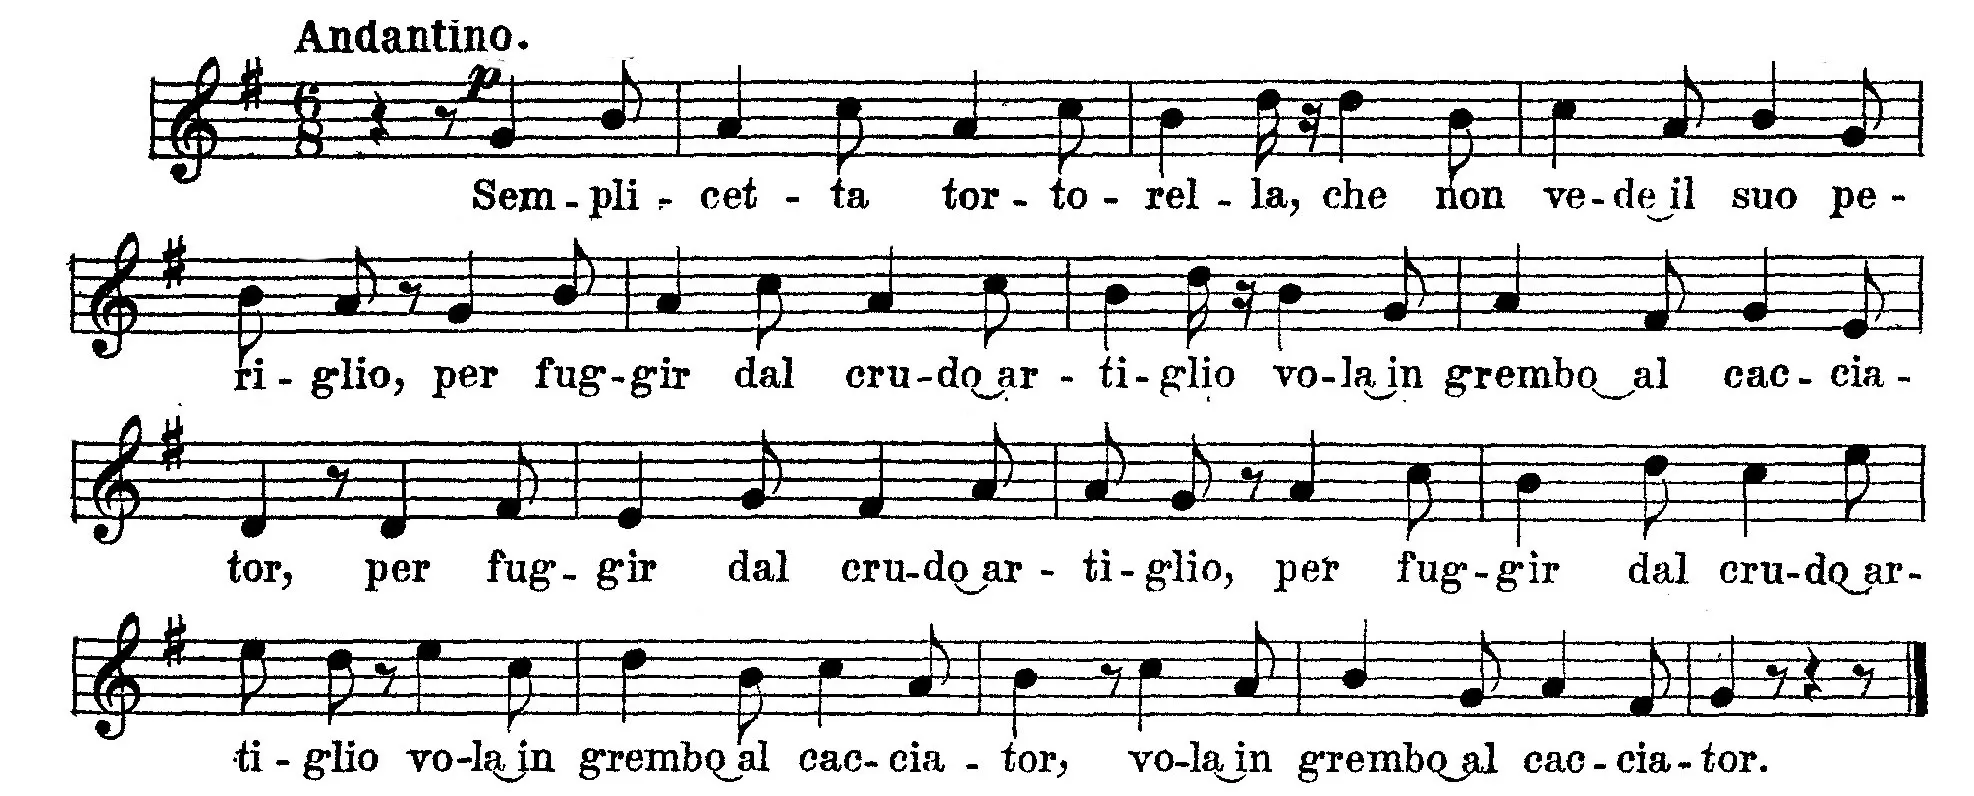 Andantino.
p
6
8
Sem - pli - cet - ta tor - to - rel - la, che non ve - de il suo pe -
ri - glio, per fug - gir dal cru - do ar - ti - glio vo - la in grembo al cac - cia -
tor, per fug - gir dal cru - do ar - ti - glio, per fug - gir dal cru - do ar -
ti - glio vo - la in grembo al cac - cia - tor, vo - la in grembo al cac - cia - tor.